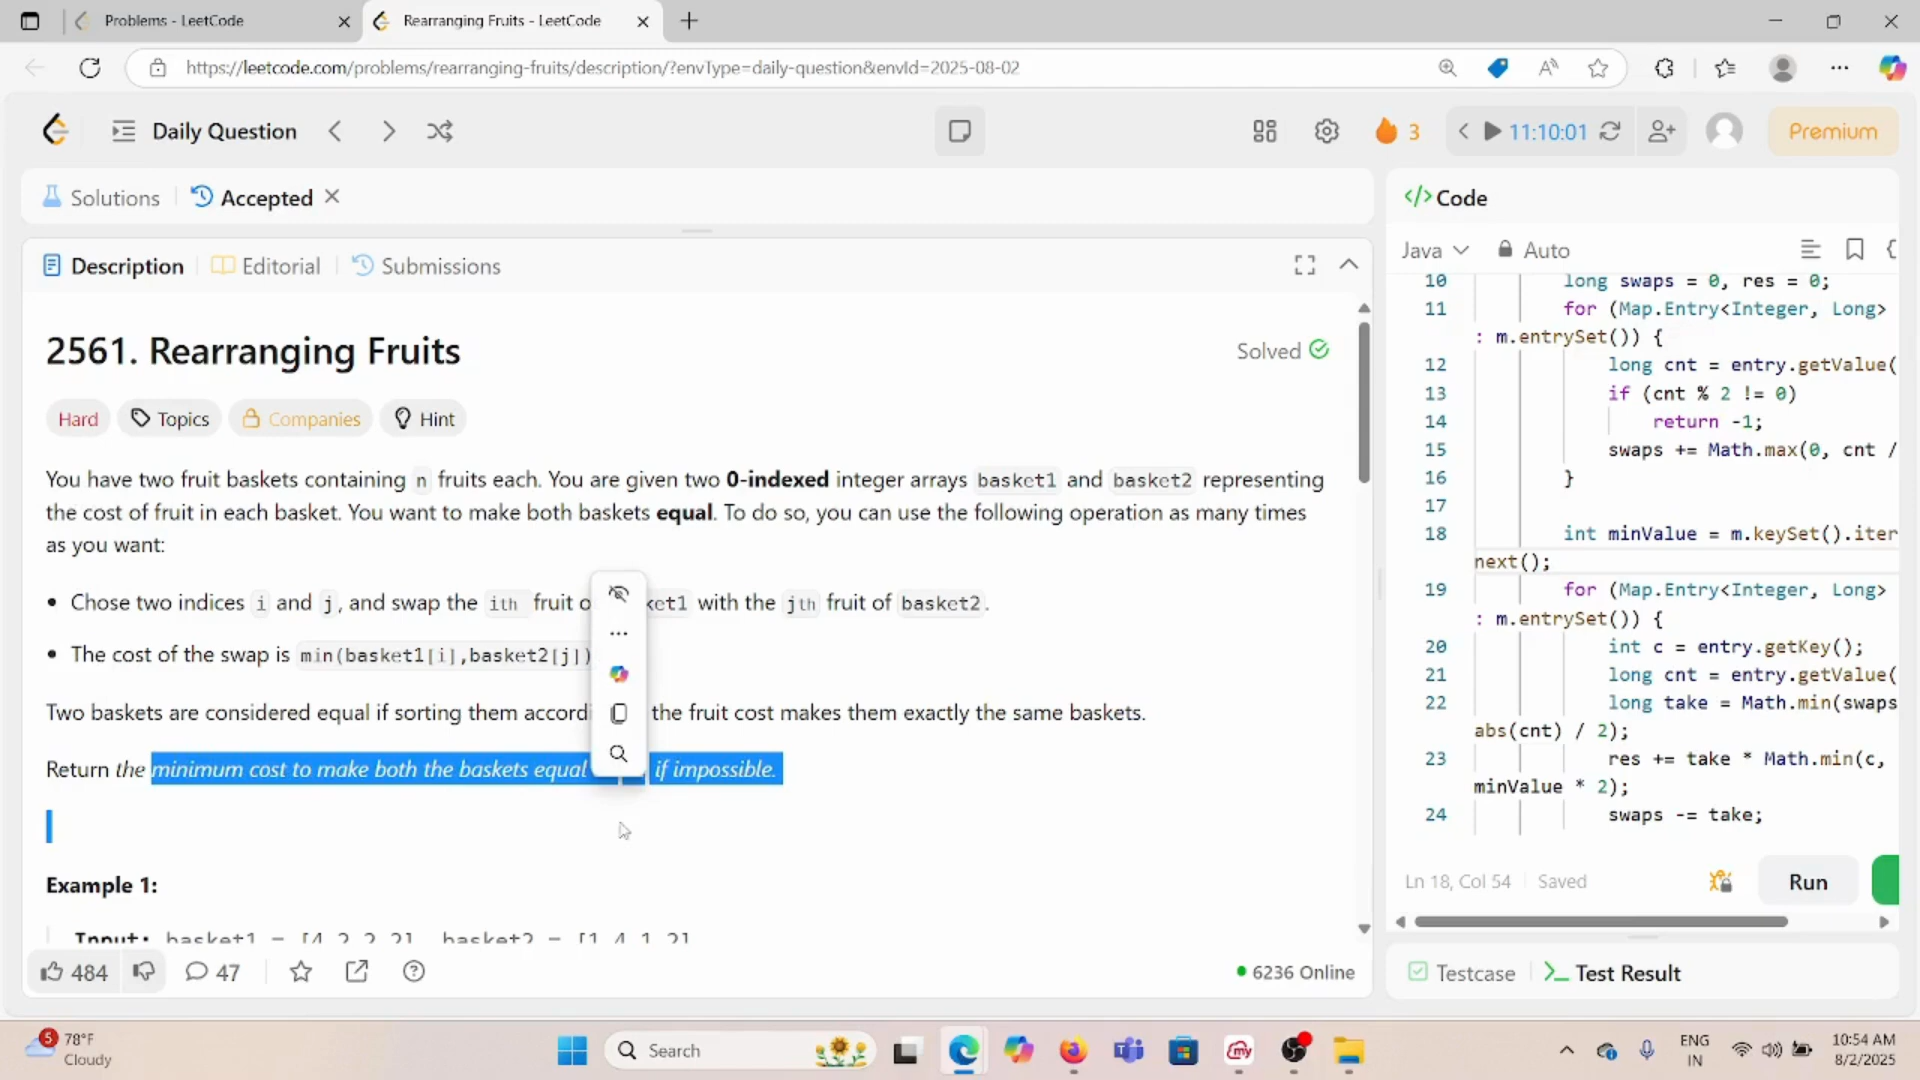 Problems - LeetCode
Rearranging Fruits - LeetCode
https://leetcode.com/problems/rearranging-fruits/description/?envType=daily-question&envId=2025-08-02
Daily Question
3
11:10:01
Premium
Solutions
Accepted
Description
Editorial
Submissions
2561. Rearranging Fruits
Solved
Hard
Topics
Companies
Hint
You have two fruit baskets containing n fruits each. You are given two 0-indexed integer arrays basket1 and basket2 representing
the cost of fruit in each basket. You want to make both baskets equal. To do so, you can use the following operation as many times
as you want:
• Chose two indices i and j, and swap the ith fruit o ket1 with the jth fruit of basket2.
• The cost of the swap is min(basket1[i],basket2[j])
Two baskets are considered equal if sorting them accordi the fruit cost makes them exactly the same baskets.
Return the minimum cost to make both the baskets equal if impossible.
Example 1:
Input: basket1 = [4,2,2,2], basket2 = [1,4,1,2]
484
47
6236 Online
</> Code
Java
Auto
10 long swaps = 0, res = 0;
11 for (Map.Entry<Integer, Long>
: m.entrySet()) {
12 long cnt = entry.getValue(
13 if (cnt % 2 != 0)
14 return -1;
15 swaps += Math.max(0, cnt /
16 }
17
18 int minValue = m.keySet().iter
next();
19 for (Map.Entry<Integer, Long>
: m.entrySet()) {
20 int c = entry.getKey();
21 long cnt = entry.getValue(
22 long take = Math.min(swaps
abs(cnt) / 2);
23 res += take * Math.min(c,
minValue * 2);
24 swaps -= take;
Ln 18, Col 54
Saved
Run
Testcase
Test Result
5
78°F
Cloudy
Search
my
ENG
IN
10:54 AM
8/2/2025